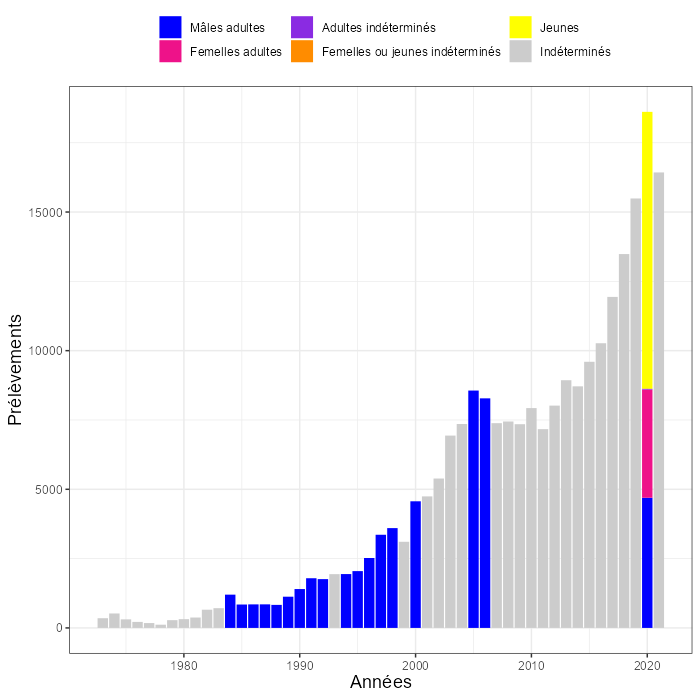 Mâles adultes Adultes indéterminés Jeunes
Femelles adultes Femelles ou jeunes indéterminés Indéterminés
15000
10000
5000
0
Prélèvements
1980 1990 2000 2010 2020
Années